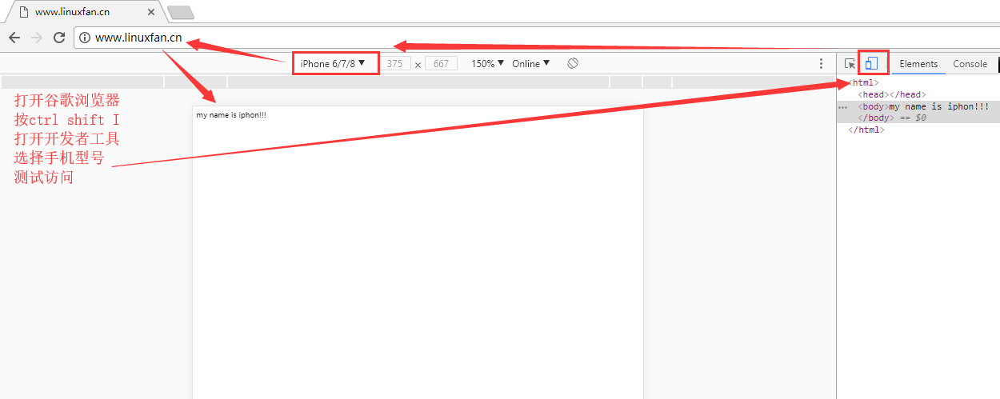 www.linuxfan.cn
www.linuxfan.cn
iPhone 6/7/8 375 × 667 150% Online
Elements Console
打开谷歌浏览器
按ctrl shift I
打开开发者工具
选择手机型号
测试访问
my name is iphon!!!
<html>
<head></head>
<body>my name is iphon!!!
</body> == $0
</html>